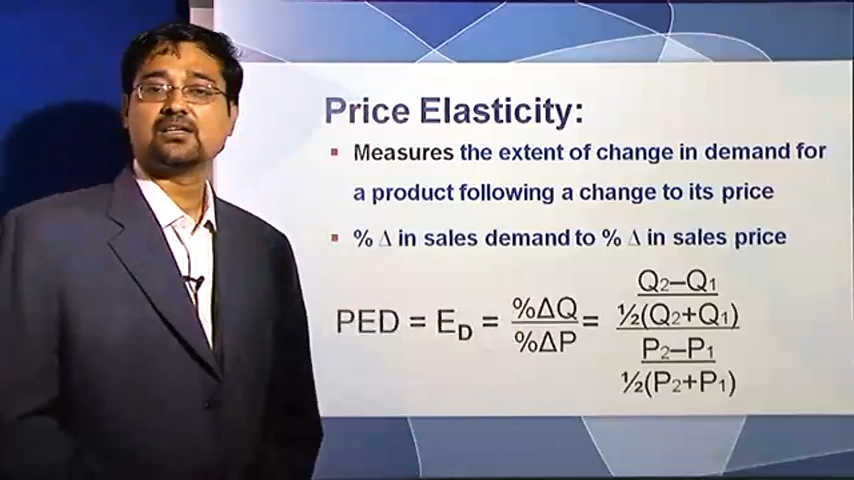 Price Elasticity:
▪ Measures the extent of change in demand for
a product following a change to its price
▪ % Δ in sales demand to % Δ in sales price
PED = E_D = %ΔQ / %ΔP = ((Q₂–Q₁) / (½(Q₂+Q₁))) / ((P₂–P₁) / (½(P₂+P₁)))